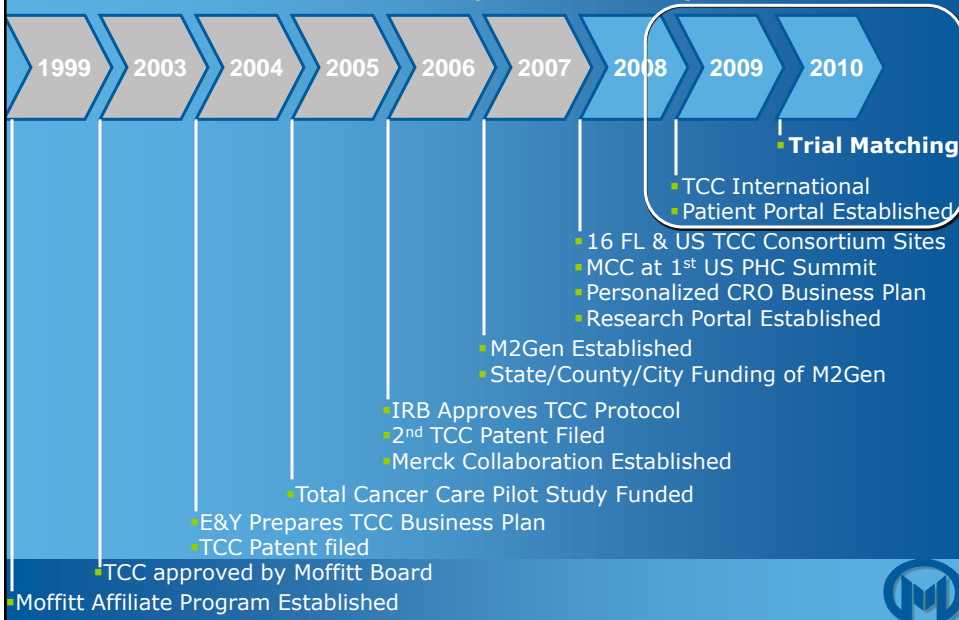 1999 2003 2004 2005 2006 2007 2008 2009 2010
▪Trial Matching
▪TCC International
▪Patient Portal Established
▪16 FL & US TCC Consortium Sites
▪MCC at 1st US PHC Summit
▪Personalized CRO Business Plan
▪Research Portal Established
▪M2Gen Established
▪State/County/City Funding of M2Gen
▪IRB Approves TCC Protocol
▪2nd TCC Patent Filed
▪Merck Collaboration Established
▪Total Cancer Care Pilot Study Funded
▪E&Y Prepares TCC Business Plan
▪TCC Patent filed
▪TCC approved by Moffitt Board
▪Moffitt Affiliate Program Established